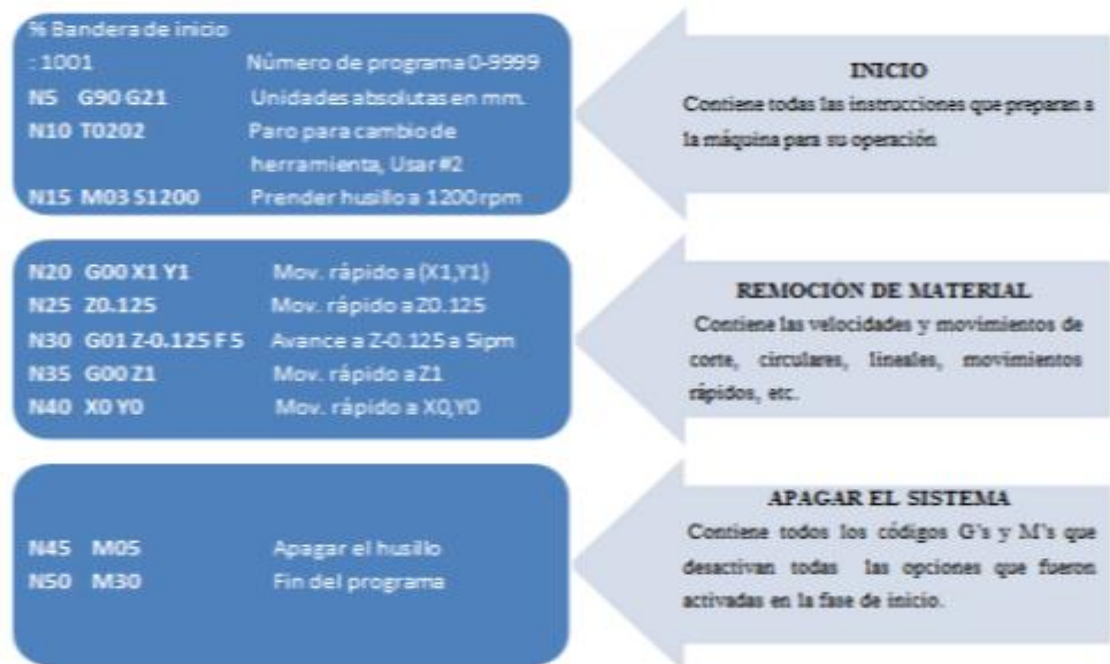 % Bandera de inicio
: 1001 Número de programa 0-9999
N5 G90 G21 Unidades absolutas en mm.
N10 T0202 Paro para cambio de
herramienta, Usar #2
N15 M03 S1200 Prender husillo a 1200 rpm
INICIO
Contiene todas las instrucciones que preparan a
la máquina para su operación
N20 G00 X1 Y1 Mov. rápido a (X1,Y1)
N25 Z0.125 Mov. rápido a Z0.125
N30 G01 Z-0.125 F5 Avance a Z-0.125 a 5ipm
N35 G00 Z1 Mov. rápido a Z1
N40 X0 Y0 Mov. rápido a X0,Y0
REMOCIÓN DE MATERIAL
Contiene las velocidades y movimientos de
corte, circulares, lineales, movimientos
rápidos, etc.
N45 M05 Apagar el husillo
N50 M30 Fin del programa
APAGAR EL SISTEMA
Contiene todos los códigos G's y M's que
desactivan todas las opciones que fueron
activadas en la fase de inicio.